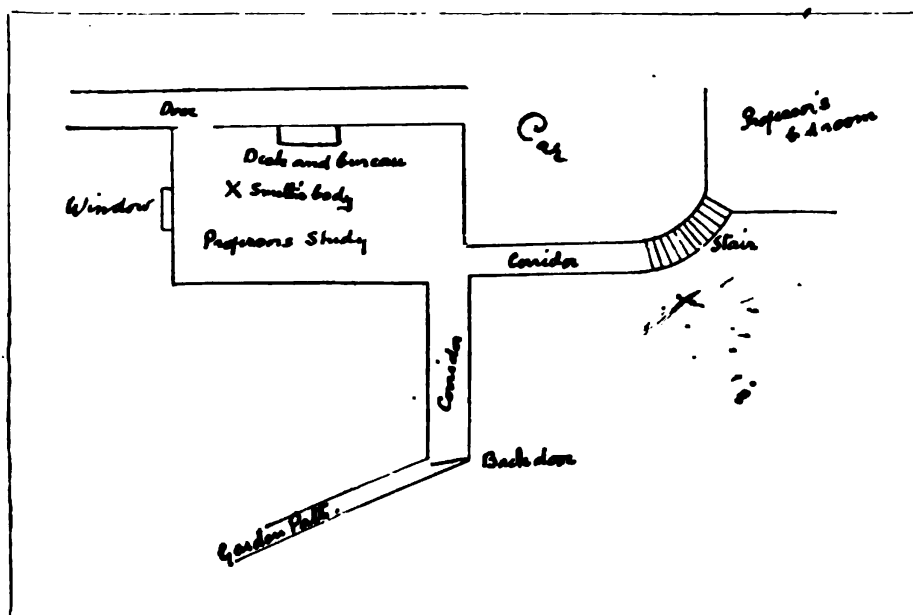 Door
Professor's
bedroom
Desk and bureau
X Smith's body
Window
Professors Study
Corridor
Stair
Corridor
Back door
Garden Path.